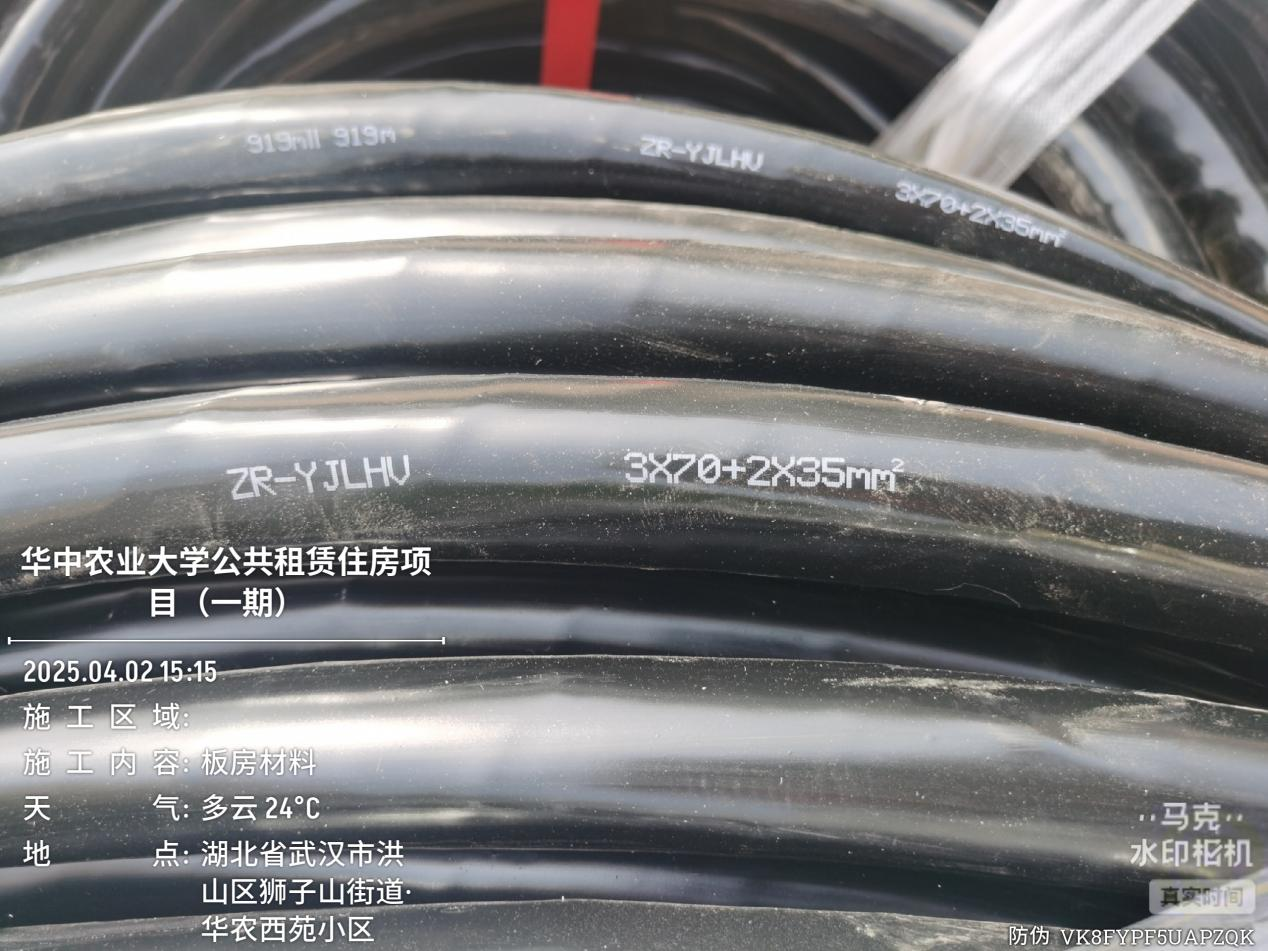 919m|| 919m
ZR-YJLHV
3X70+2X35mm²
ZR-YJLHV
3X70+2X35mm²
华中农业大学公共租赁住房项
目（一期）
2025.04.02 15:15
施工区域:
施工内容: 板房材料
天气: 多云 24°C
地点: 湖北省武汉市洪
山区狮子山街道·
华农西苑小区
马克
水印相机
真实时间
防伪 VK8FYPF5UAPZQK